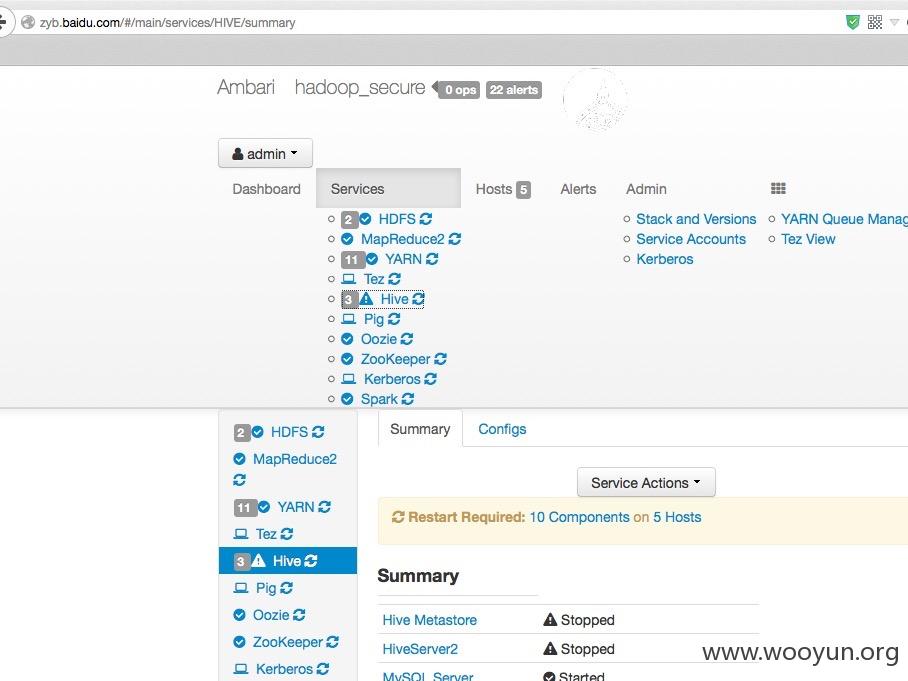 zyb.baidu.com/#/main/services/HIVE/summary
Ambari hadoop_secure 0 ops 22 alerts
admin
Dashboard Services Hosts 5 Alerts Admin
2 HDFS
MapReduce2
11 YARN
Tez
3 Hive
Pig
Oozie
ZooKeeper
Kerberos
Spark
Stack and Versions
Service Accounts
Kerberos
YARN Queue Manag
Tez View
2 HDFS
MapReduce2
11 YARN
Tez
3 Hive
Pig
Oozie
ZooKeeper
Kerberos
Summary Configs
Service Actions
Restart Required: 10 Components on 5 Hosts
Summary
Hive Metastore Stopped
HiveServer2 Stopped
MySQL Server Started
www.wooyun.org